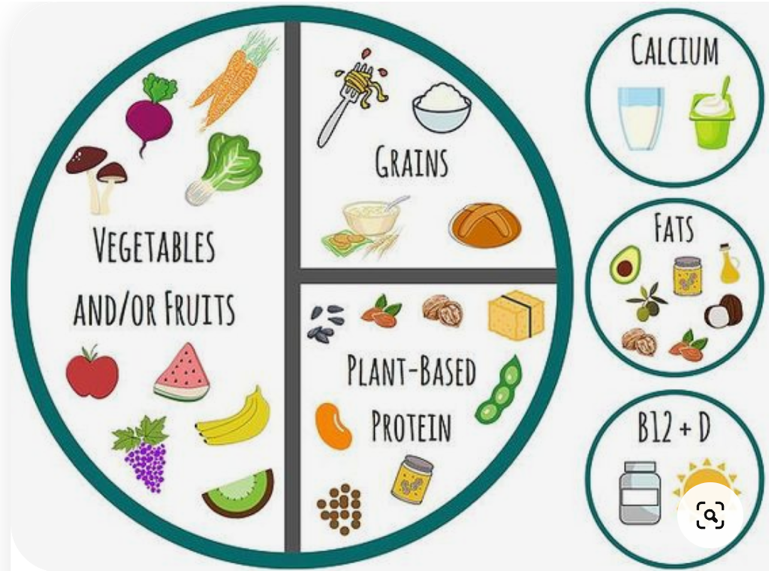 VEGETABLES
AND/OR FRUITS
GRAINS
PLANT-BASED
PROTEIN
CALCIUM
FATS
B12 + D